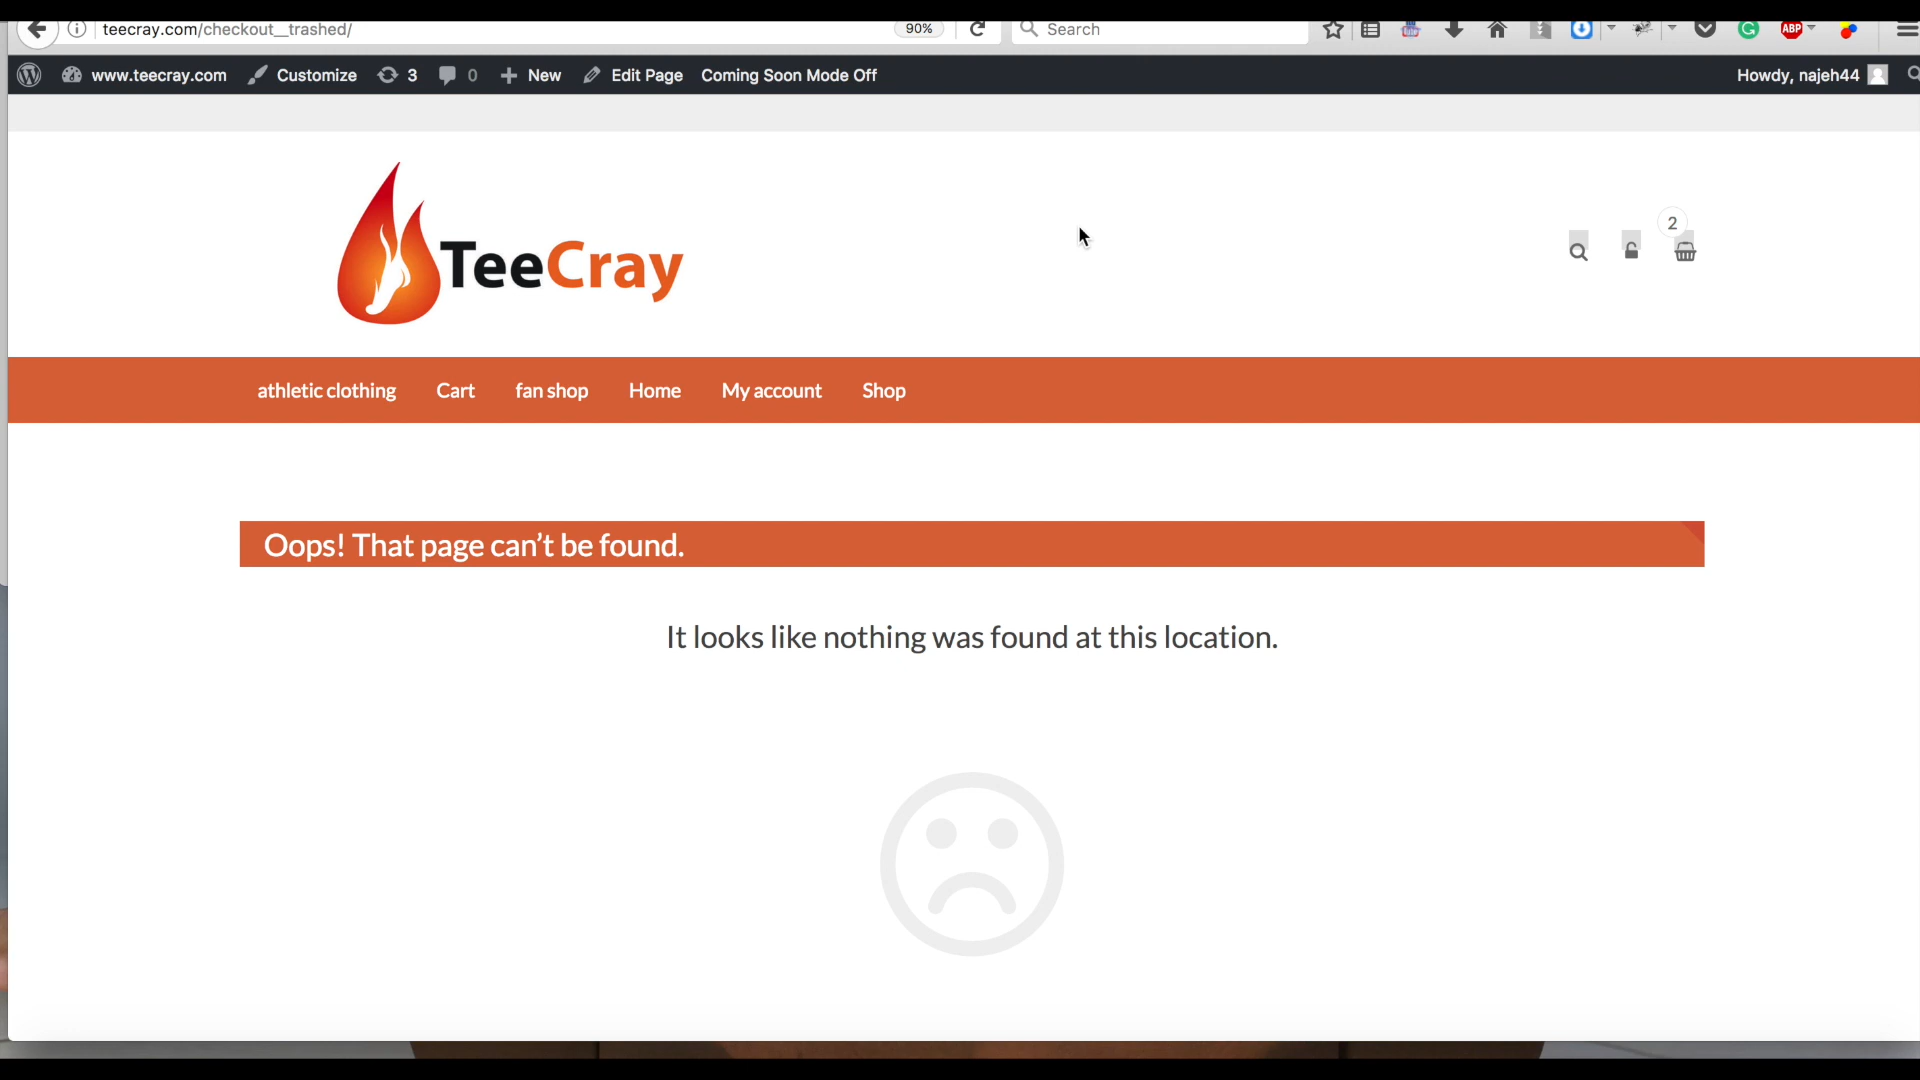 teecray.com/checkout__trashed/ 90% Search ABP
www.teecray.com Customize 3 0 New Edit Page Coming Soon Mode Off Howdy, najeh44
2
TeeCray
athletic clothing Cart fan shop Home My account Shop
Oops! That page can’t be found.
It looks like nothing was found at this location.